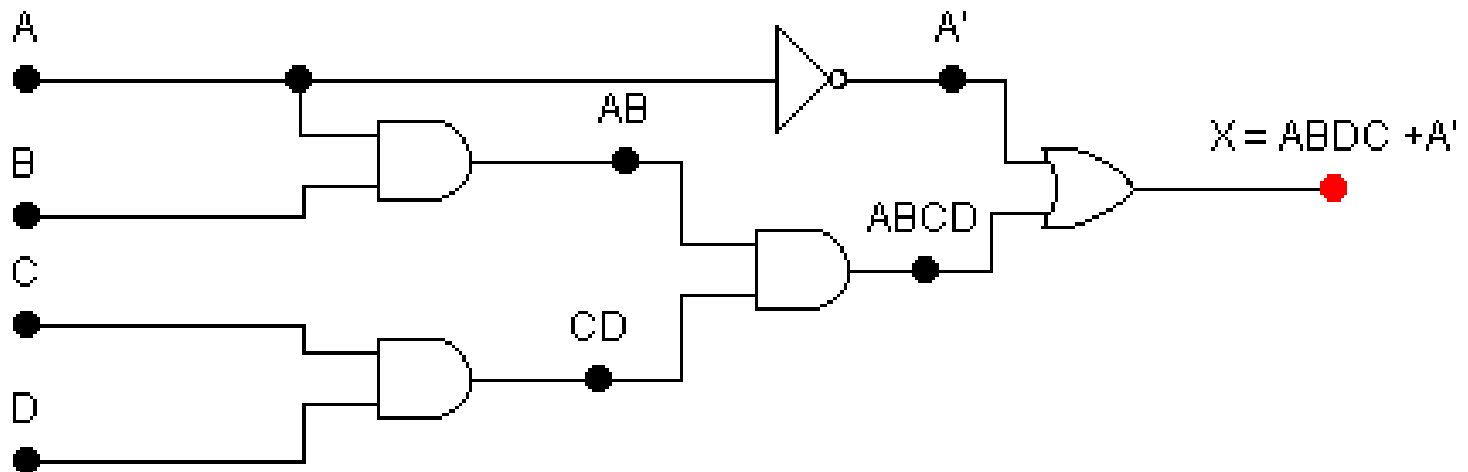 A
A'
AB
X = ABDC +A'
B
ABCD
C
CD
D